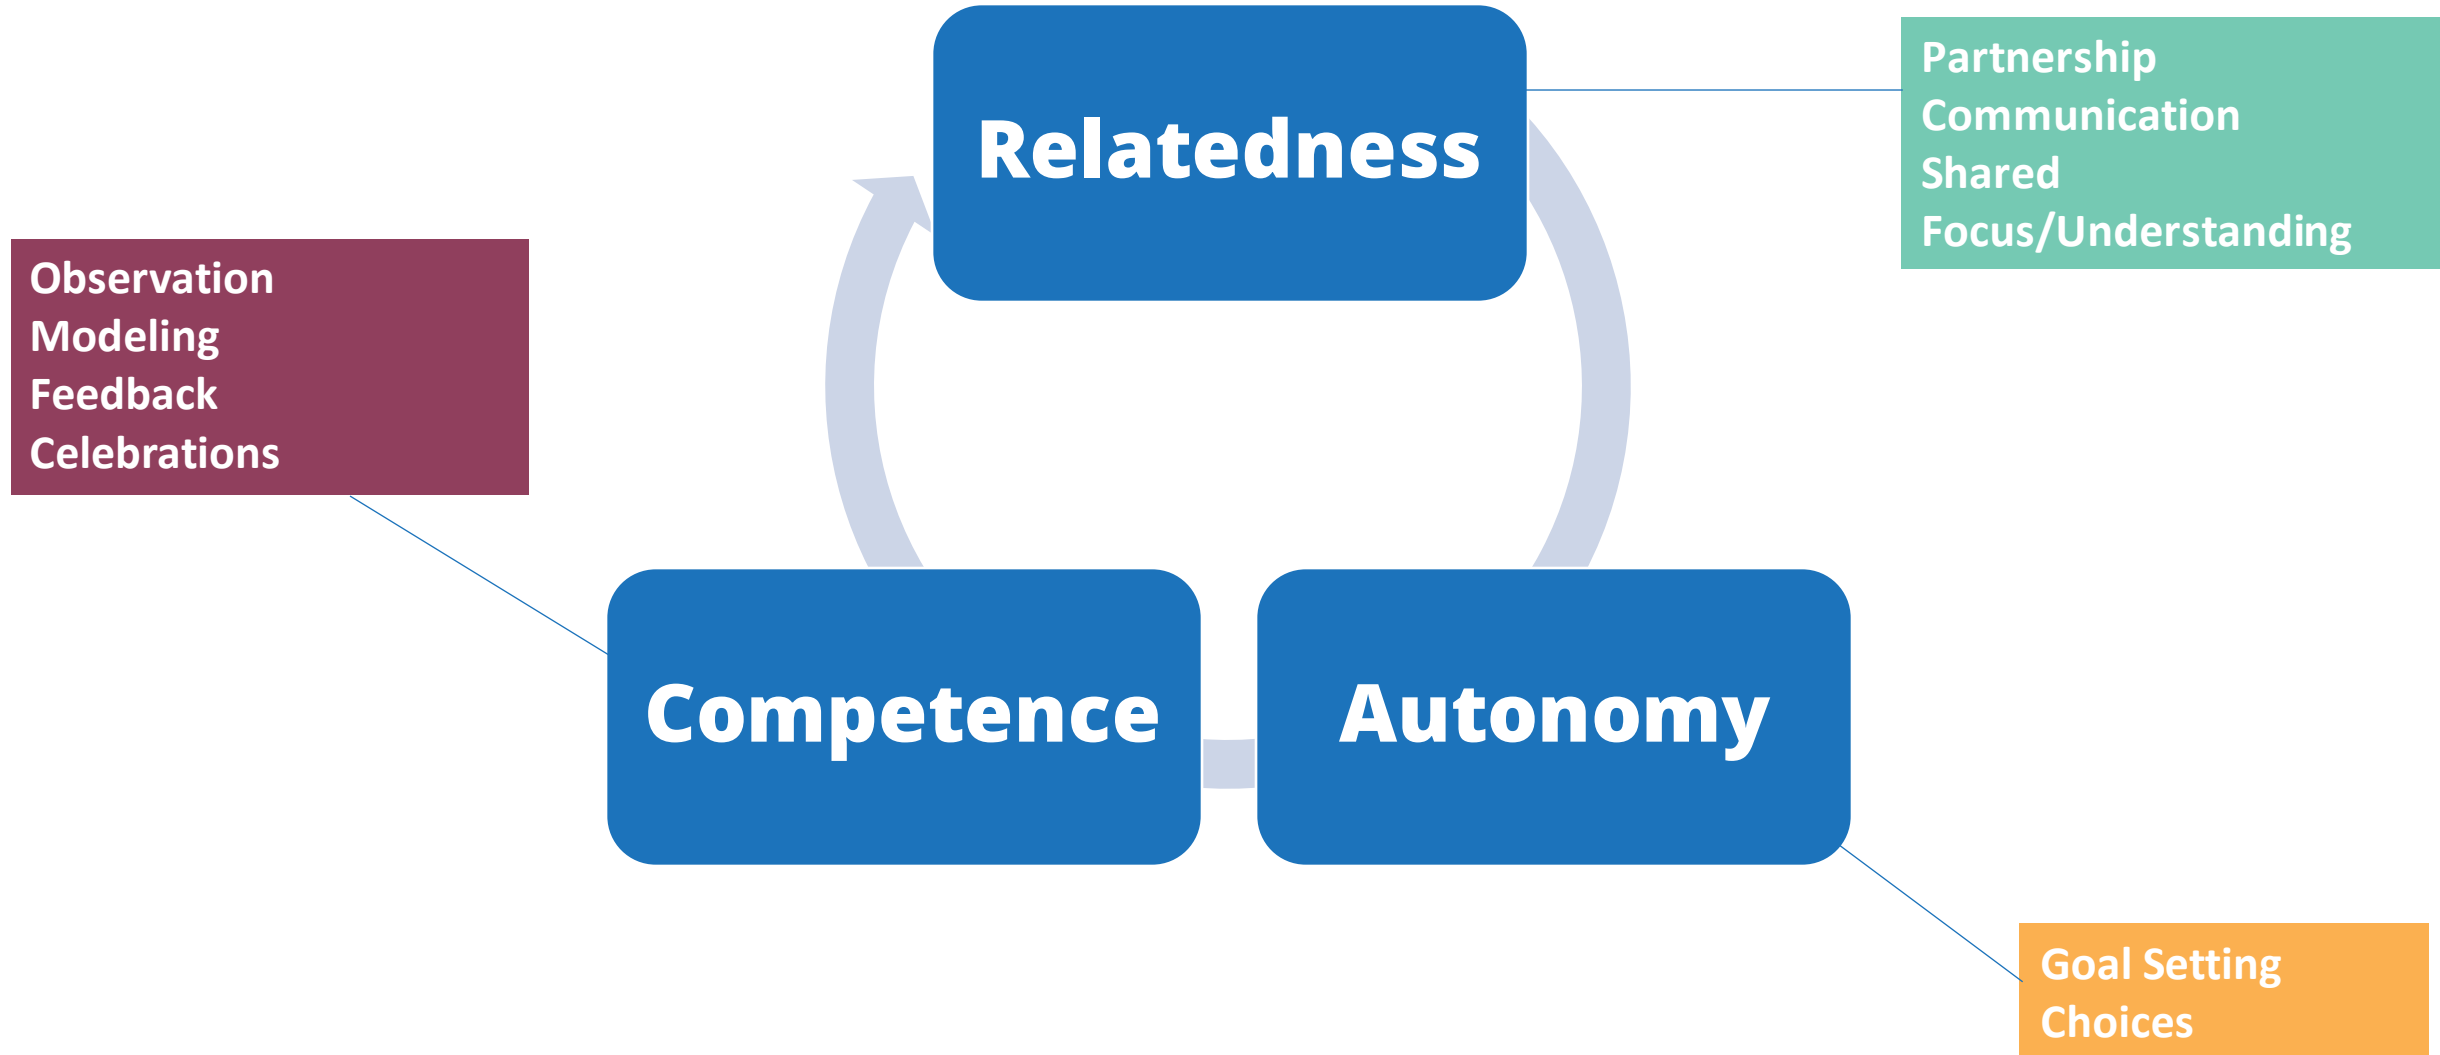 Relatedness
Partnership
Communication
Shared
Focus/Understanding
Observation
Modeling
Feedback
Celebrations
Competence
Autonomy
Goal Setting
Choices